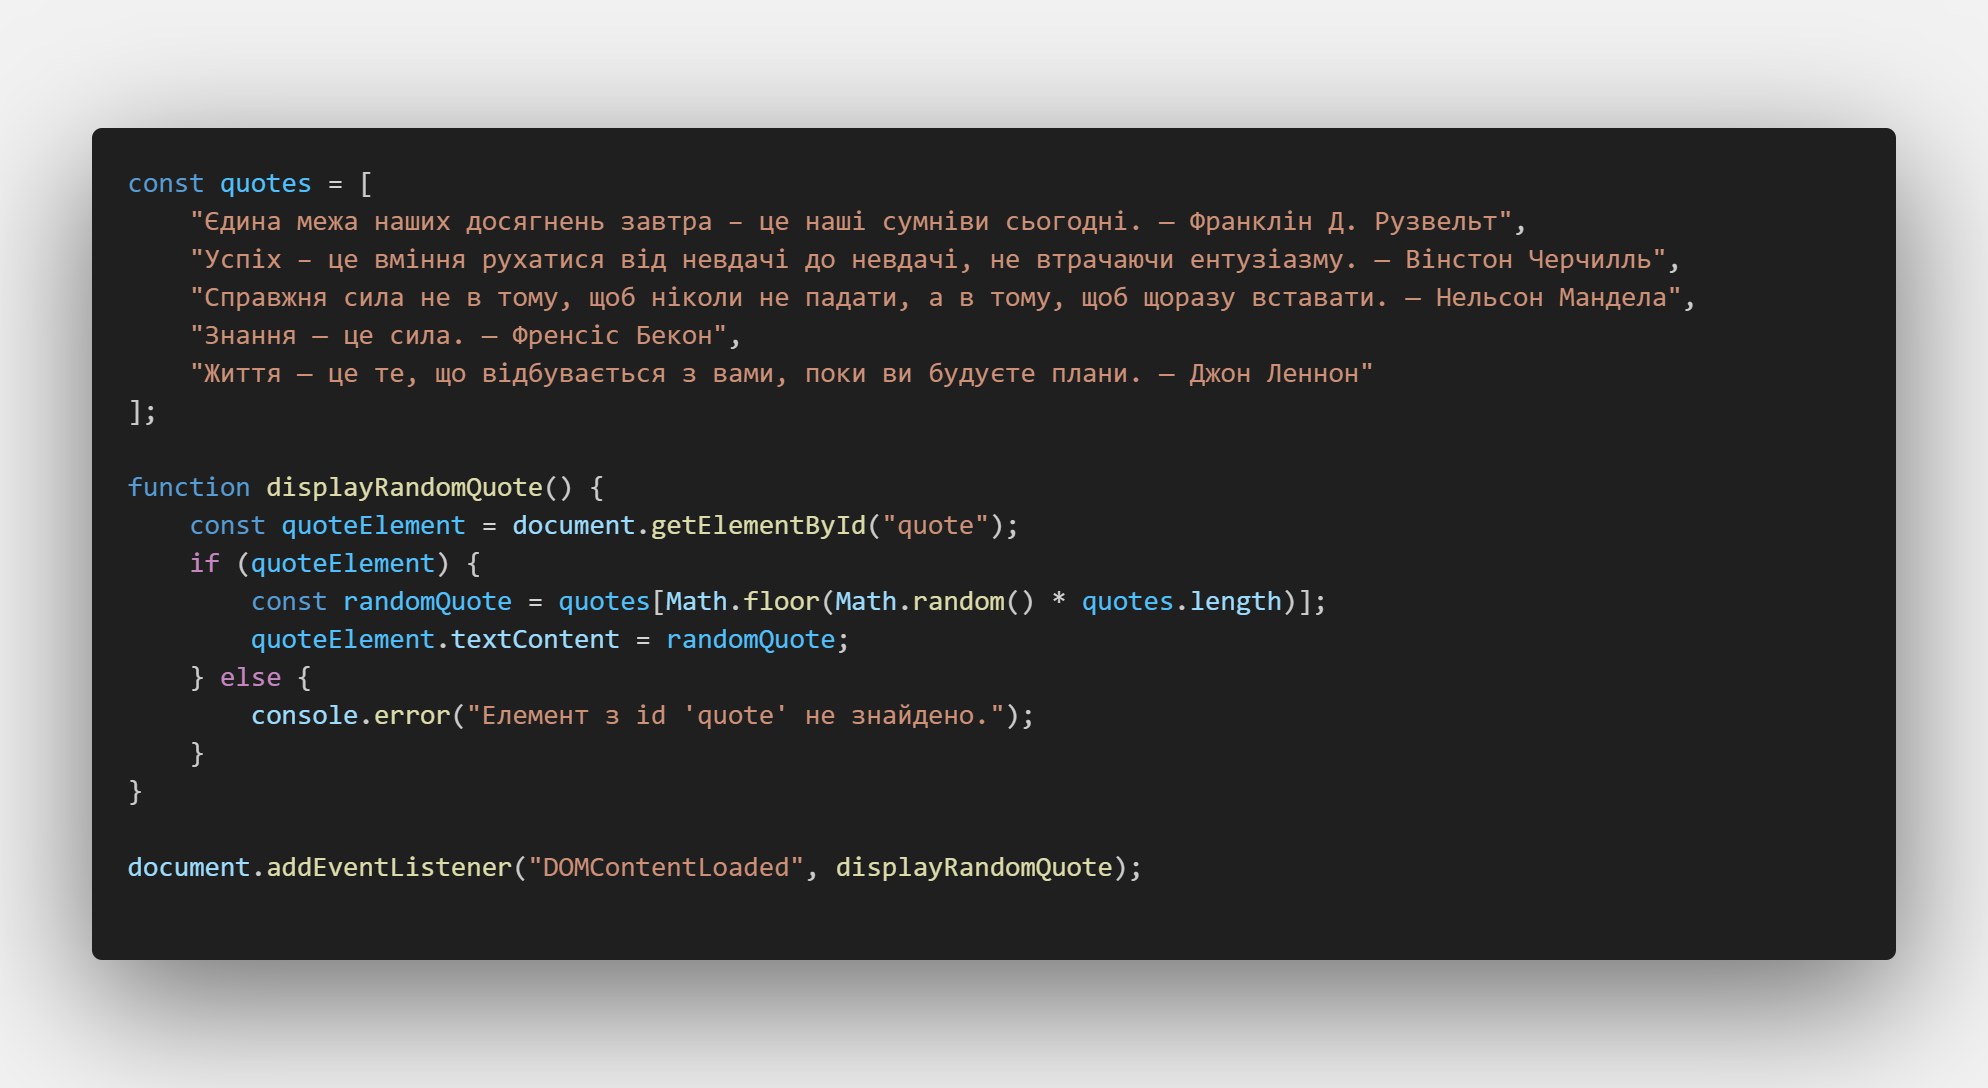 const quotes = [
    "Єдина межа наших досягнень завтра – це наші сумніви сьогодні. — Франклін Д. Рузвельт",
    "Успіх – це вміння рухатися від невдачі до невдачі, не втрачаючи ентузіазму. — Вінстон Черчилль",
    "Справжня сила не в тому, щоб ніколи не падати, а в тому, щоб щоразу вставати. — Нельсон Мандела",
    "Знання — це сила. — Френсіс Бекон",
    "Життя — це те, що відбувається з вами, поки ви будуєте плани. — Джон Леннон"
];
function displayRandomQuote() {
    const quoteElement = document.getElementById("quote");
    if (quoteElement) {
        const randomQuote = quotes[Math.floor(Math.random() * quotes.length)];
        quoteElement.textContent = randomQuote;
    } else {
        console.error("Елемент з id 'quote' не знайдено.");
    }
}
document.addEventListener("DOMContentLoaded", displayRandomQuote);